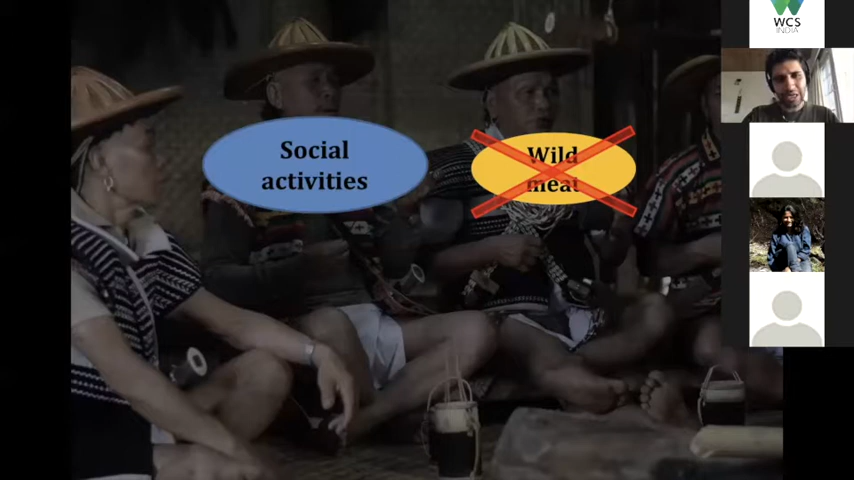 Social
activities
Wild
meat
WCS
INDIA